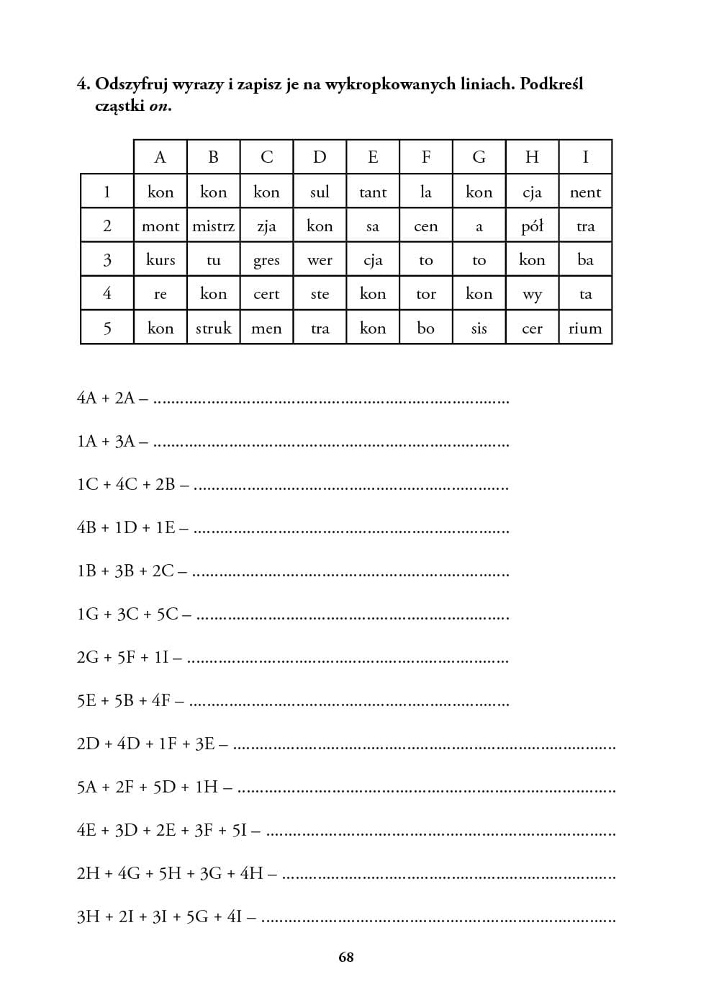 4. Odszyfruj wyrazy i zapisz je na wykropkowanych liniach. Podkreśl
cząstki on.
A B C D E F G H I
1 kon kon kon sul tant la kon cja nent
2 mont mistrz zja kon sa cen a pół tra
3 kurs tu gres wer cja to to kon ba
4 re kon cert ste kon tor kon wy ta
5 kon struk men tra kon bo sis cer rium
4A + 2A – ................................................................................
1A + 3A – ................................................................................
1C + 4C + 2B – .......................................................................
4B + 1D + 1E – .......................................................................
1B + 3B + 2C – .......................................................................
1G + 3C + 5C – ......................................................................
2G + 5F + 1I – ........................................................................
5E + 5B + 4F – ........................................................................
2D + 4D + 1F + 3E – ......................................................................................
5A + 2F + 5D + 1H – .....................................................................................
4E + 3D + 2E + 3F + 5I – ..............................................................................
2H + 4G + 5H + 3G + 4H – ...........................................................................
3H + 2I + 3I + 5G + 4I – ................................................................................
68